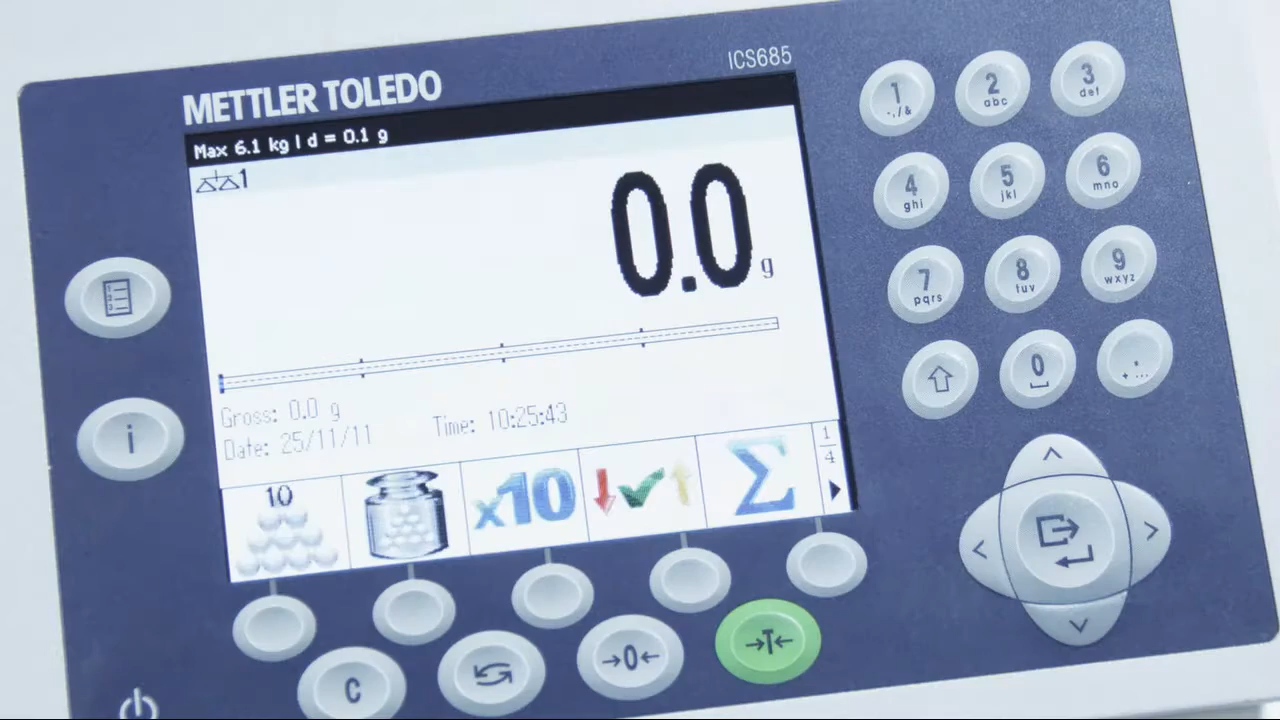 METTLER TOLEDO
ICS685
Max 6.1 kg | d = 0.1 g
1
0.0 g
Gross: 0.0 g
Date: 25/11/11 Time: 10:25:43
10
x10
Σ
1
4
1
-,/&
2
abc
3
def
4
ghi
5
jkl
6
mno
7
pqrs
8
tuv
9
wxyz
0
.
+ ...
i
C
→0←
→T←